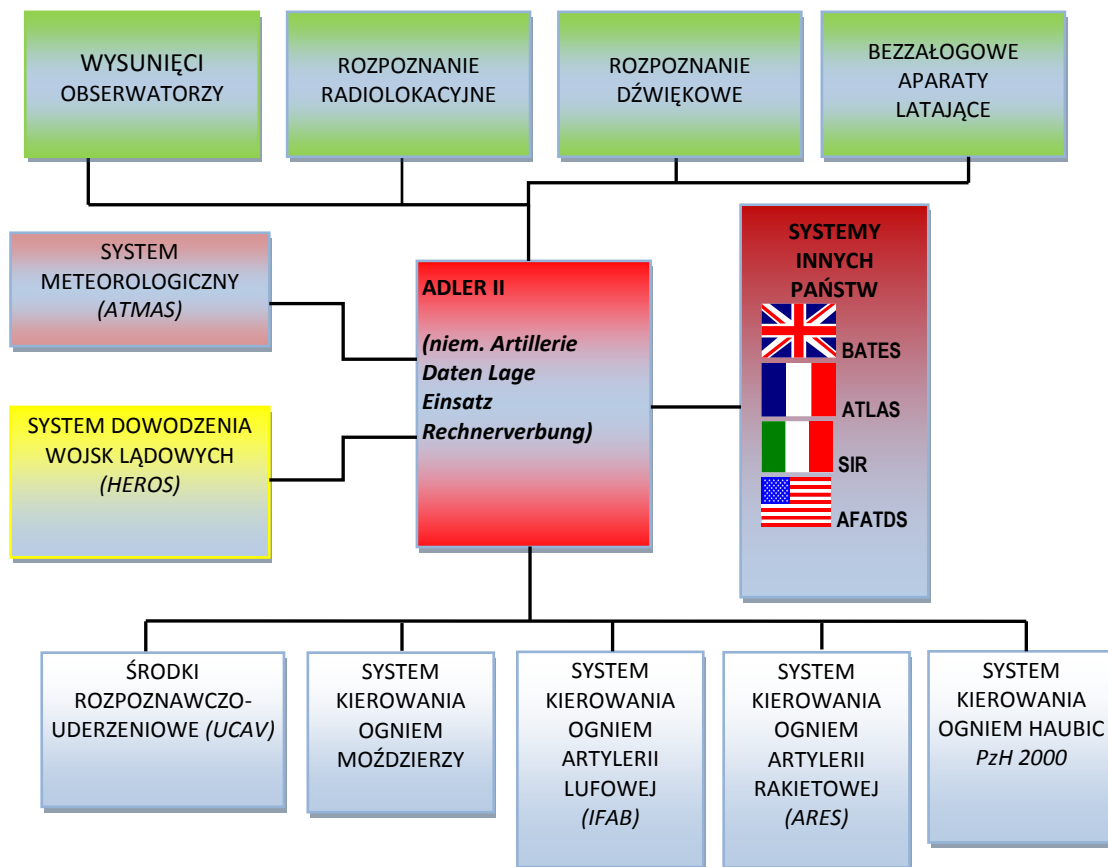 WYSUNIĘCI
OBSERWATORZY
ROZPOZNANIE
RADIOLOKACYJNE
ROZPOZNANIE
DŹWIĘKOWE
BEZZAŁOGOWE
APARATY
LATAJĄCE
SYSTEM
METEOROLOGICZNY
(ATMAS)
SYSTEM DOWODZENIA
WOJSK LĄDOWYCH
(HEROS)
ADLER II
(niem. Artillerie
Daten Lage
Einsatz
Rechnerverbung)
SYSTEMY
INNYCH
PAŃSTW
BATES
ATLAS
SIR
AFATDS
ŚRODKI
ROZPOZNAWCZO-
UDERZENIOWE (UCAV)
SYSTEM
KIEROWANIA
OGNIEM
MOŹDZIERZY
SYSTEM
KIEROWANIA
OGNIEM
ARTYLERII
LUFOWEJ
(IFAB)
SYSTEM
KIEROWANIA
OGNIEM
ARTYLERII
RAKIETOWEJ
(ARES)
SYSTEM
KIEROWANIA
OGNIEM HAUBIC
PzH 2000